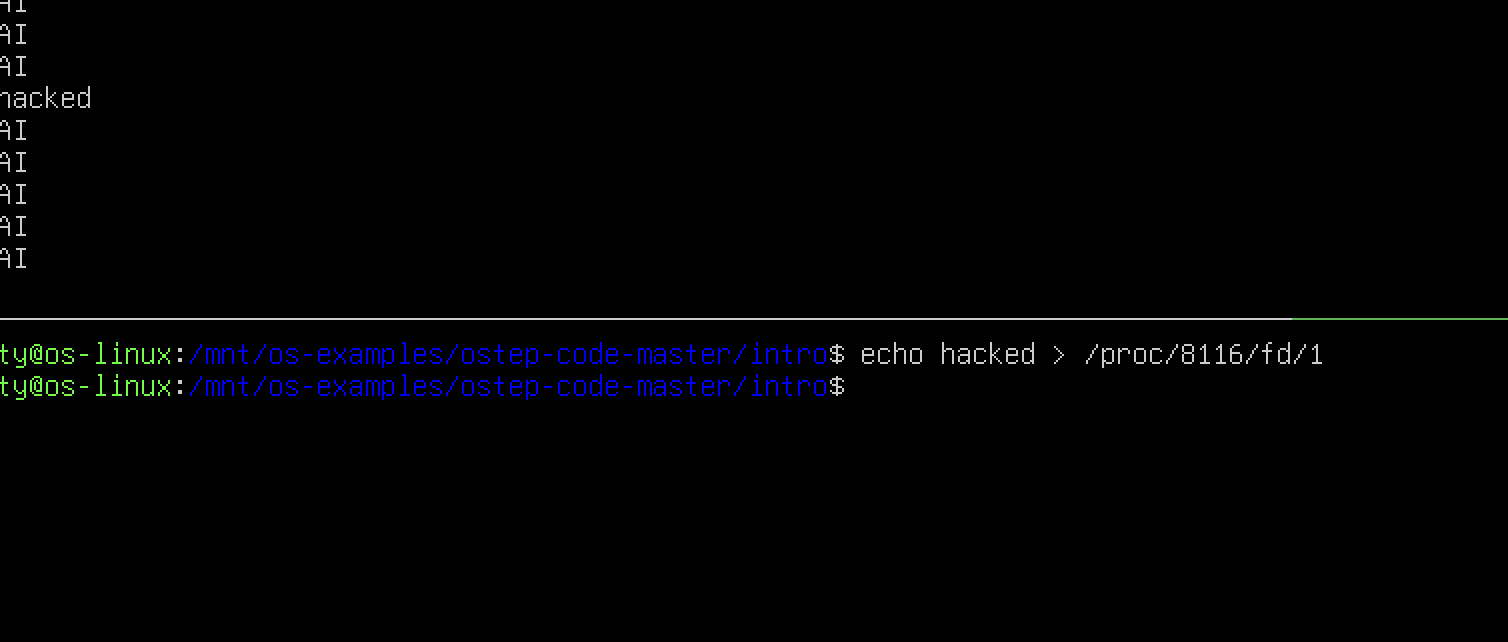 AI
AI
AI
hacked
AI
AI
AI
AI
AI
ty@os-linux:/mnt/os-examples/ostep-code-master/intro$ echo hacked > /proc/8116/fd/1
ty@os-linux:/mnt/os-examples/ostep-code-master/intro$